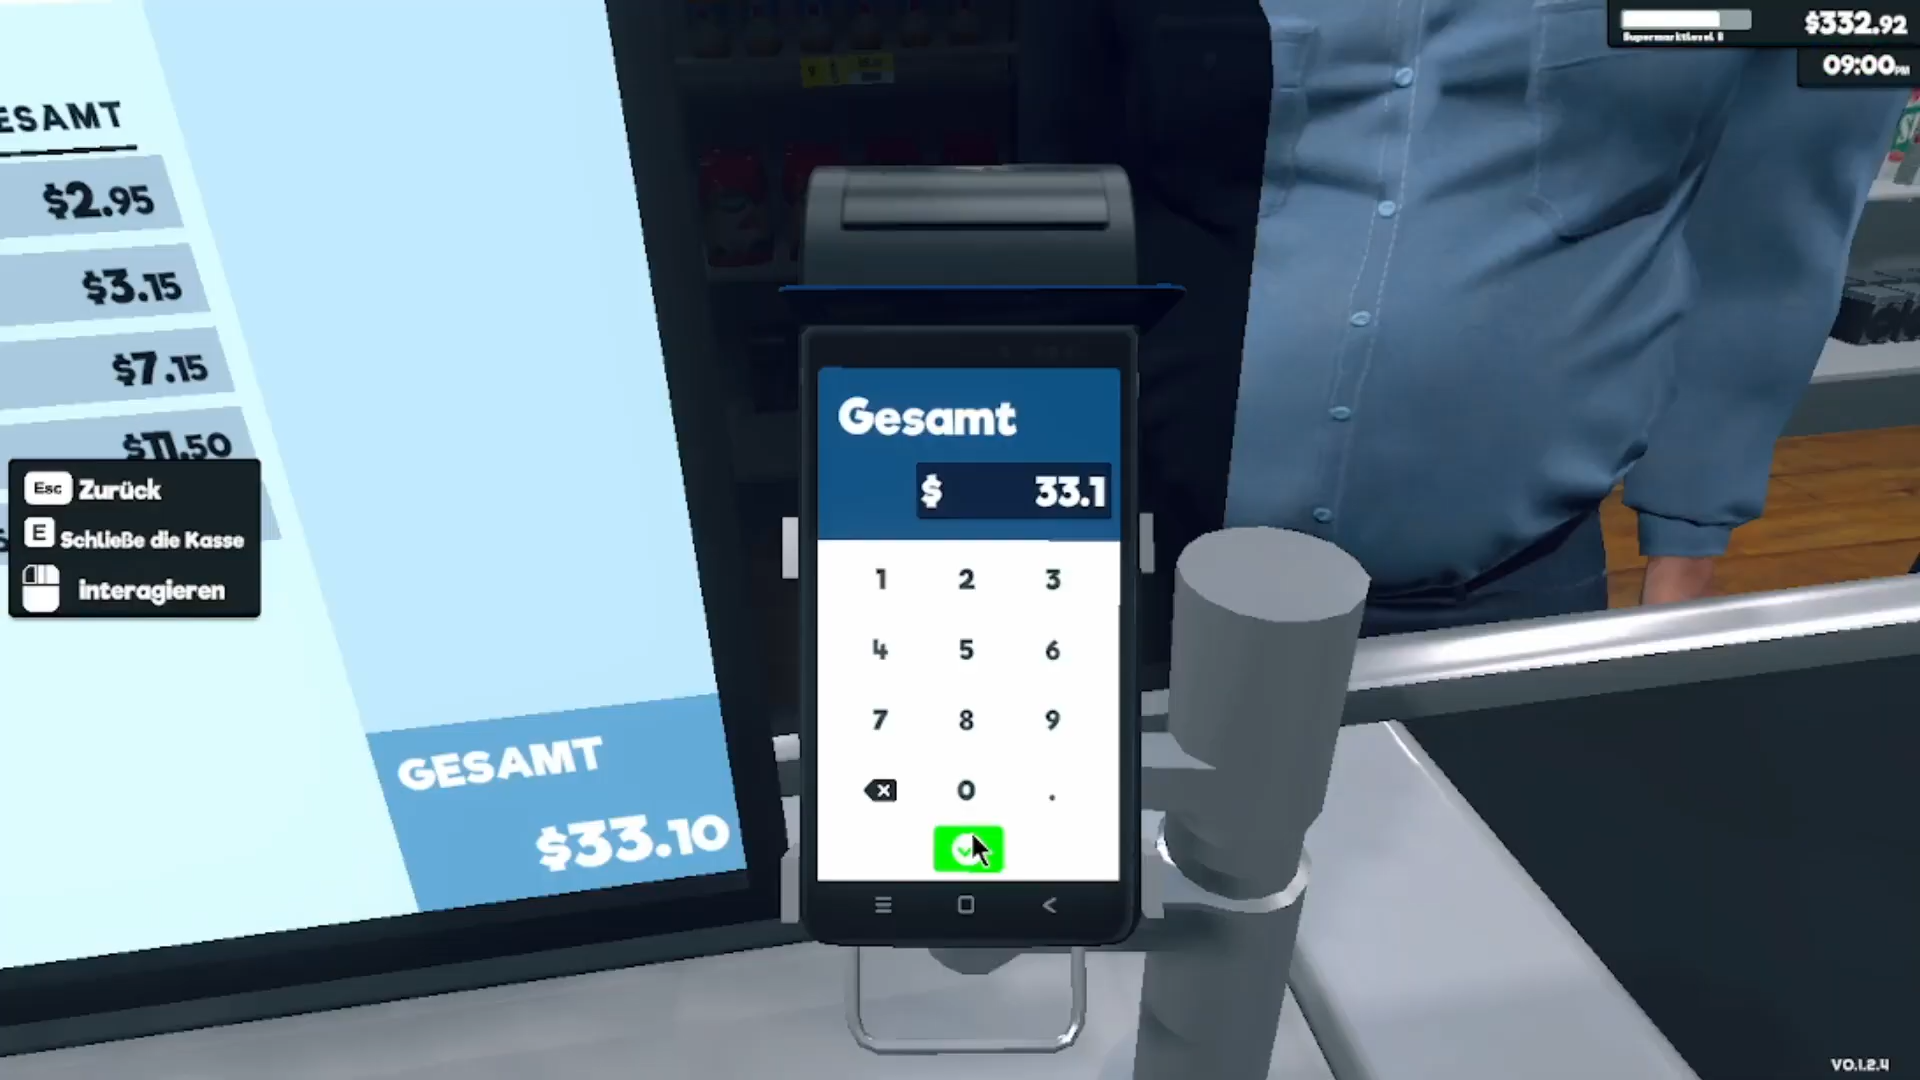 ESAMT
$2.95
$3.15
$7.15
$11.50
Esc Zurück
E Schließe die Kasse
interagieren
GESAMT
$33.10
Gesamt
$ 33.1
1 2 3
4 5 6
7 8 9
0 .
$332.92
09:00PM
V0.1.2.4